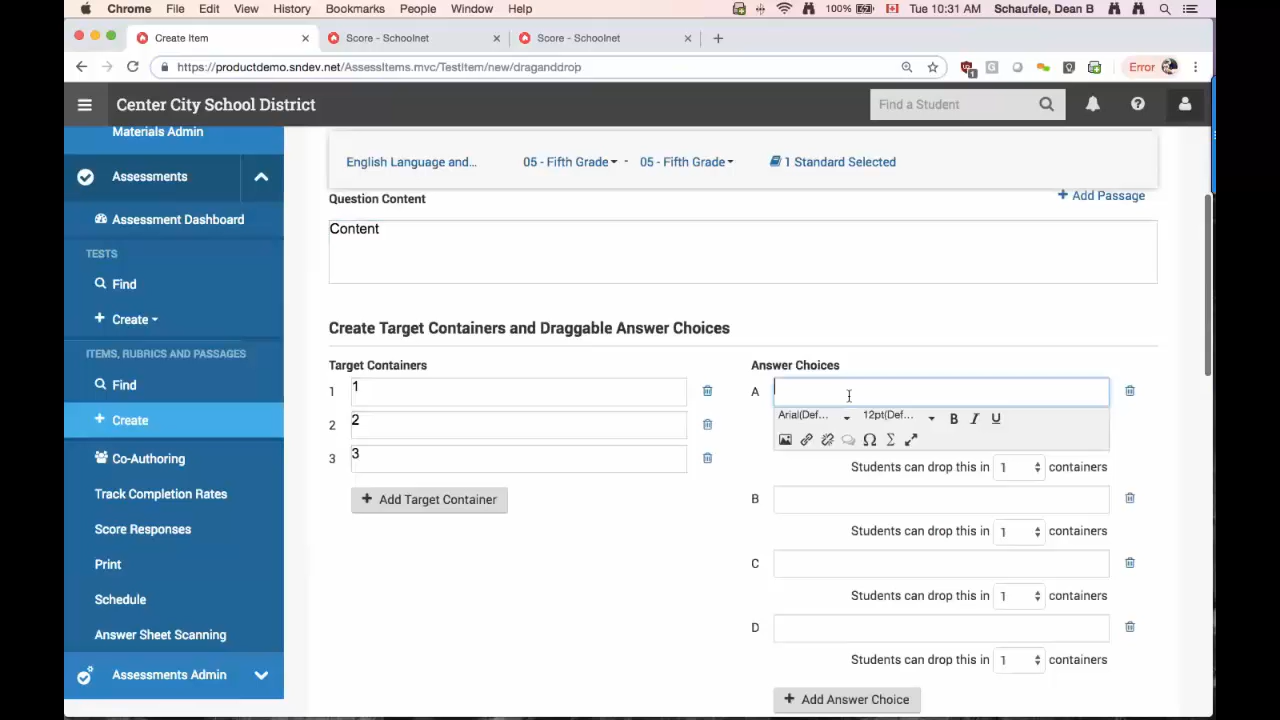 Chrome File Edit View History Bookmarks People Window Help 100% Tue 10:31 AM Schaufele, Dean B
Create Item Score - Schoolnet Score - Schoolnet
https://productdemo.sndev.net/AssessItems.mvc/TestItem/new/draganddrop Error
Center City School District Find a Student
Materials Admin
Assessments
Assessment Dashboard
TESTS
Find
Create
ITEMS, RUBRICS AND PASSAGES
Find
Create
Co-Authoring
Track Completion Rates
Score Responses
Print
Schedule
Answer Sheet Scanning
Assessments Admin
English Language and... 05 - Fifth Grade - 05 - Fifth Grade 1 Standard Selected
Question Content + Add Passage
Content
Create Target Containers and Draggable Answer Choices
Target Containers
1 1
2 2
3 3
+ Add Target Container
Answer Choices
A
Arial(Def... 12pt(Def... B I U
Ω Σ
Students can drop this in 1 containers
B
Students can drop this in 1 containers
C
Students can drop this in 1 containers
D
Students can drop this in 1 containers
+ Add Answer Choice